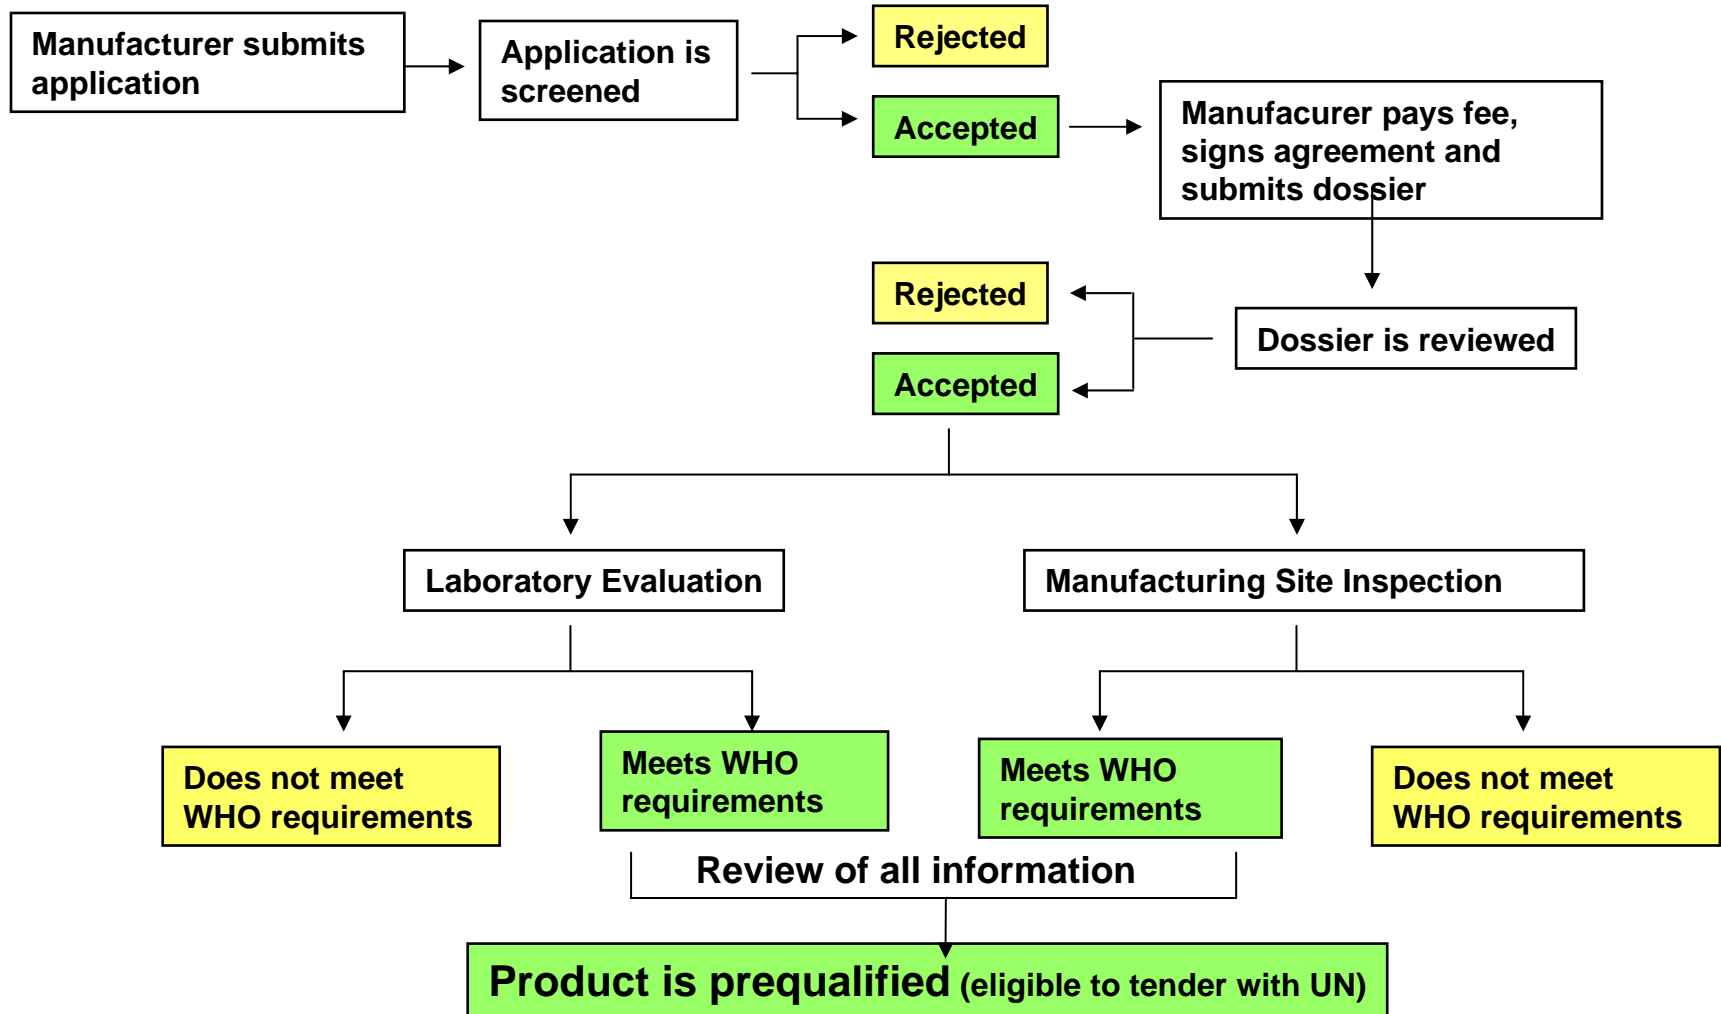 Manufacturer submits
application
Application is
screened
Rejected
Accepted
Manufacurer pays fee,
signs agreement and
submits dossier
Rejected
Accepted
Dossier is reviewed
Laboratory Evaluation
Manufacturing Site Inspection
Does not meet
WHO requirements
Meets WHO
requirements
Meets WHO
requirements
Does not meet
WHO requirements
Review of all information
Product is prequalified (eligible to tender with UN)